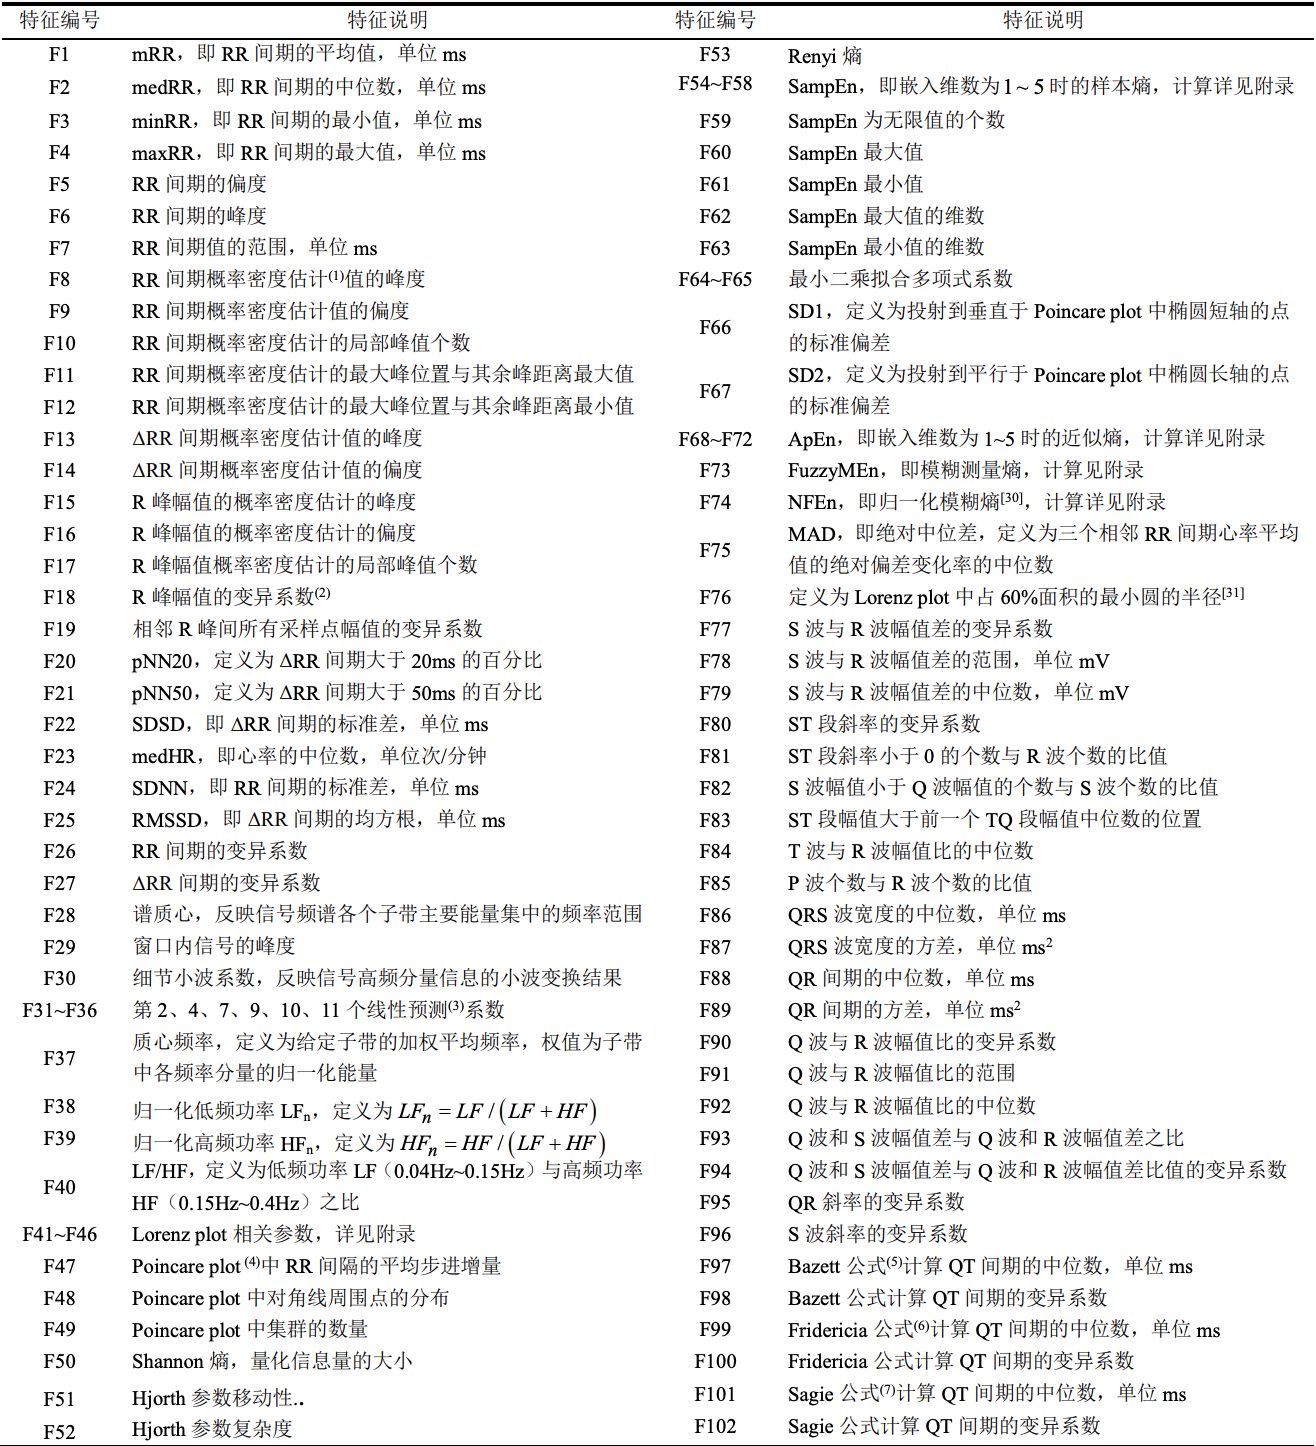 特征编号 特征说明 特征编号 特征说明
F1 mRR，即 RR 间期的平均值，单位 ms
F2 medRR，即 RR 间期的中位数，单位 ms
F3 minRR，即 RR 间期的最小值，单位 ms
F4 maxRR，即 RR 间期的最大值，单位 ms
F5 RR 间期的偏度
F6 RR 间期的峰度
F7 RR 间期值的范围，单位 ms
F8 RR 间期概率密度估计(1)值的峰度
F9 RR 间期概率密度估计值的偏度
F10 RR 间期概率密度估计的局部峰值个数
F11 RR 间期概率密度估计的最大峰位置与其余峰距离最大值
F12 RR 间期概率密度估计的最大峰位置与其余峰距离最小值
F13 ΔRR 间期概率密度估计值的峰度
F14 ΔRR 间期概率密度估计值的偏度
F15 R 峰幅值的概率密度估计的峰度
F16 R 峰幅值的概率密度估计的偏度
F17 R 峰幅值概率密度估计的局部峰值个数
F18 R 峰幅值的变异系数(2)
F19 相邻 R 峰间所有采样点幅值的变异系数
F20 pNN20，定义为 ΔRR 间期大于 20ms 的百分比
F21 pNN50，定义为 ΔRR 间期大于 50ms 的百分比
F22 SDSD，即 ΔRR 间期的标准差，单位 ms
F23 medHR，即心率的中位数，单位次/分钟
F24 SDNN，即 RR 间期的标准差，单位 ms
F25 RMSSD，即 ΔRR 间期的均方根，单位 ms
F26 RR 间期的变异系数
F27 ΔRR 间期的变异系数
F28 谱质心，反映信号频谱各个子带主要能量集中的频率范围
F29 窗口内信号的峰度
F30 细节小波系数，反映信号高频分量信息的小波变换结果
F31~F36 第 2、4、7、9、10、11 个线性预测(3)系数
F37 质心频率，定义为给定子带的加权平均频率，权值为子带
中各频率分量的归一化能量
F38 归一化低频功率 LFn，定义为 LFn = LF / (LF + HF)
F39 归一化高频功率 HFn，定义为 HFn = HF / (LF + HF)
F40 LF/HF，定义为低频功率 LF（0.04Hz~0.15Hz）与高频功率
HF（0.15Hz~0.4Hz）之比
F41~F46 Lorenz plot 相关参数，详见附录
F47 Poincare plot (4)中 RR 间隔的平均步进增量
F48 Poincare plot 中对角线周围点的分布
F49 Poincare plot 中集群的数量
F50 Shannon 熵，量化信息量的大小
F51 Hjorth 参数移动性..
F52 Hjorth 参数复杂度
F53 Renyi 熵
F54~F58 SampEn，即嵌入维数为 1 ~ 5 时的样本熵，计算详见附录
F59 SampEn 为无限值的个数
F60 SampEn 最大值
F61 SampEn 最小值
F62 SampEn 最大值的维数
F63 SampEn 最小值的维数
F64~F65 最小二乘拟合多项式系数
F66 SD1，定义为投射到垂直于 Poincare plot 中椭圆短轴的点
的标准偏差
F67 SD2，定义为投射到平行于 Poincare plot 中椭圆长轴的点
的标准偏差
F68~F72 ApEn，即嵌入维数为 1~5 时的近似熵，计算详见附录
F73 FuzzyMEn，即模糊测量熵，计算见附录
F74 NFEn，即归一化模糊熵[30]，计算详见附录
F75 MAD，即绝对中位差，定义为三个相邻 RR 间期心率平均
值的绝对偏差变化率的中位数
F76 定义为 Lorenz plot 中占 60%面积的最小圆的半径[31]
F77 S 波与 R 波幅值差的变异系数
F78 S 波与 R 波幅值差的范围，单位 mV
F79 S 波与 R 波幅值差的中位数，单位 mV
F80 ST 段斜率的变异系数
F81 ST 段斜率小于 0 的个数与 R 波个数的比值
F82 S 波幅值小于 Q 波幅值的个数与 S 波个数的比值
F83 ST 段幅值大于前一个 TQ 段幅值中位数的位置
F84 T 波与 R 波幅值比的中位数
F85 P 波个数与 R 波个数的比值
F86 QRS 波宽度的中位数，单位 ms
F87 QRS 波宽度的方差，单位 ms²
F88 QR 间期的中位数，单位 ms
F89 QR 间期的方差，单位 ms²
F90 Q 波与 R 波幅值比的变异系数
F91 Q 波与 R 波幅值比的范围
F92 Q 波与 R 波幅值比的中位数
F93 Q 波和 S 波幅值差与 Q 波和 R 波幅值差之比
F94 Q 波和 S 波幅值差与 Q 波和 R 波幅值差比值的变异系数
F95 QR 斜率的变异系数
F96 S 波斜率的变异系数
F97 Bazett 公式(5)计算 QT 间期的中位数，单位 ms
F98 Bazett 公式计算 QT 间期的变异系数
F99 Fridericia 公式(6)计算 QT 间期的中位数，单位 ms
F100 Fridericia 公式计算 QT 间期的变异系数
F101 Sagie 公式(7)计算 QT 间期的中位数，单位 ms
F102 Sagie 公式计算 QT 间期的变异系数